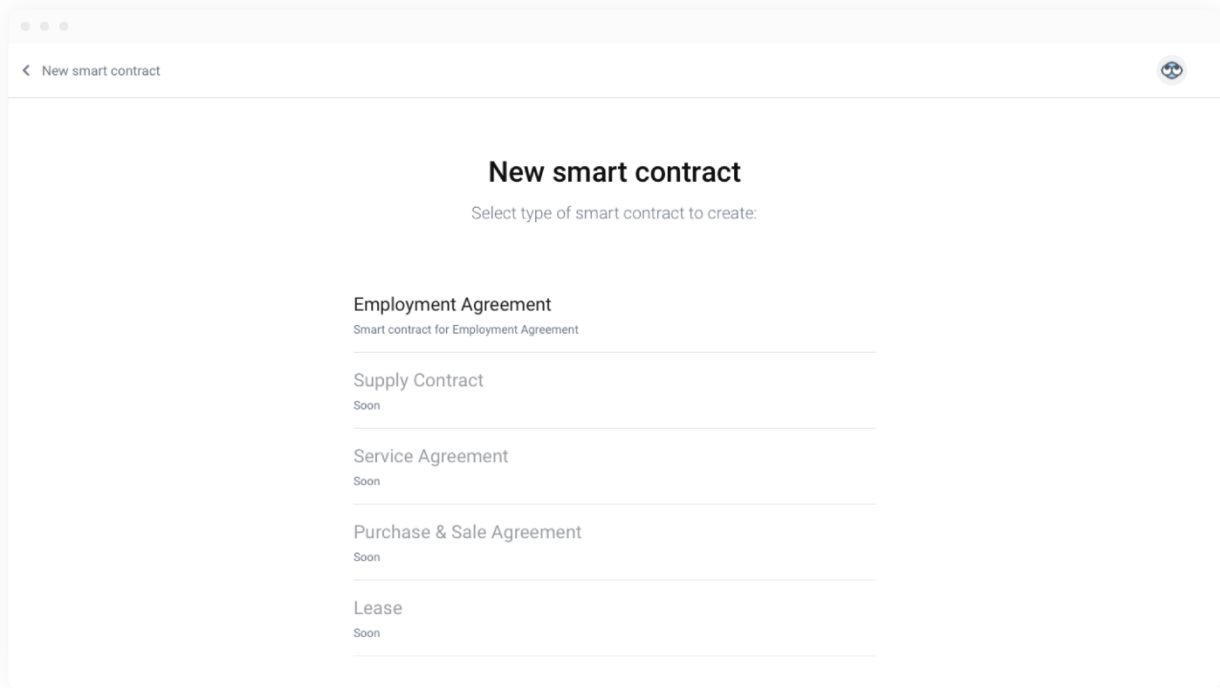 New smart contract
New smart contract
Select type of smart contract to create:
Employment Agreement
Smart contract for Employment Agreement
Supply Contract
Soon
Service Agreement
Soon
Purchase & Sale Agreement
Soon
Lease
Soon